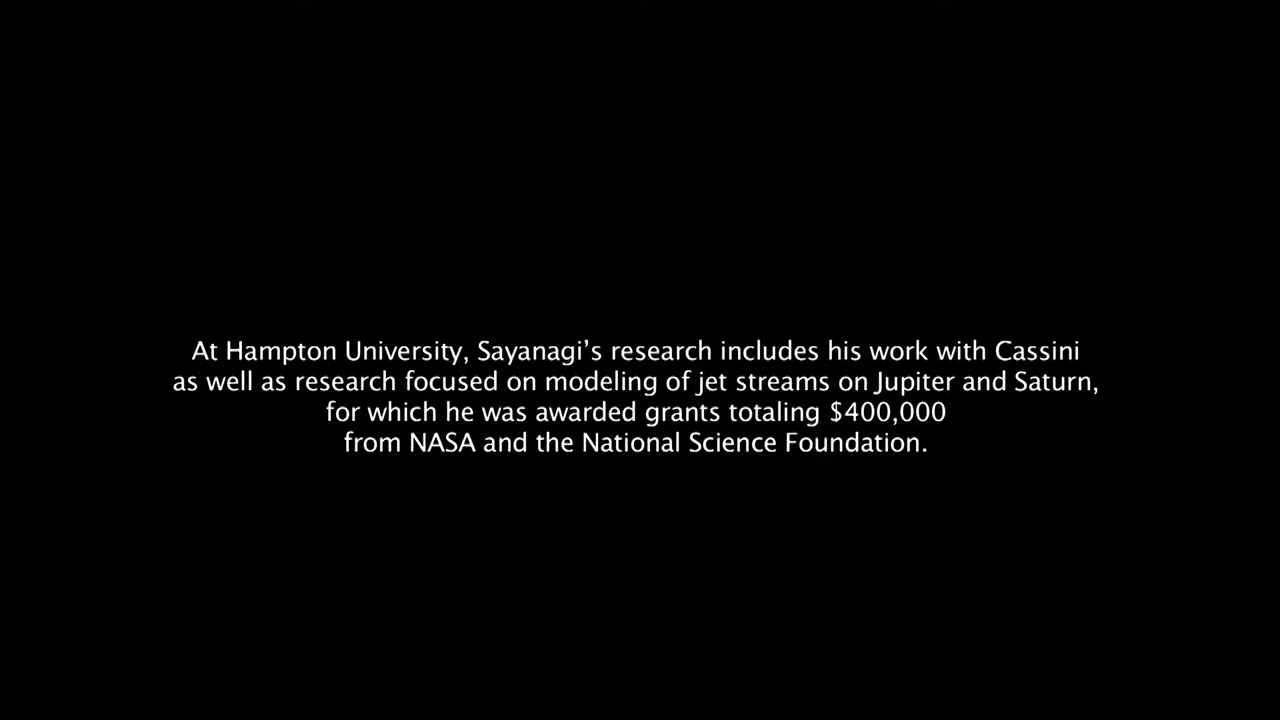 At Hampton University, Sayanagi’s research includes his work with Cassini
as well as research focused on modeling of jet streams on Jupiter and Saturn,
for which he was awarded grants totaling $400,000
from NASA and the National Science Foundation.